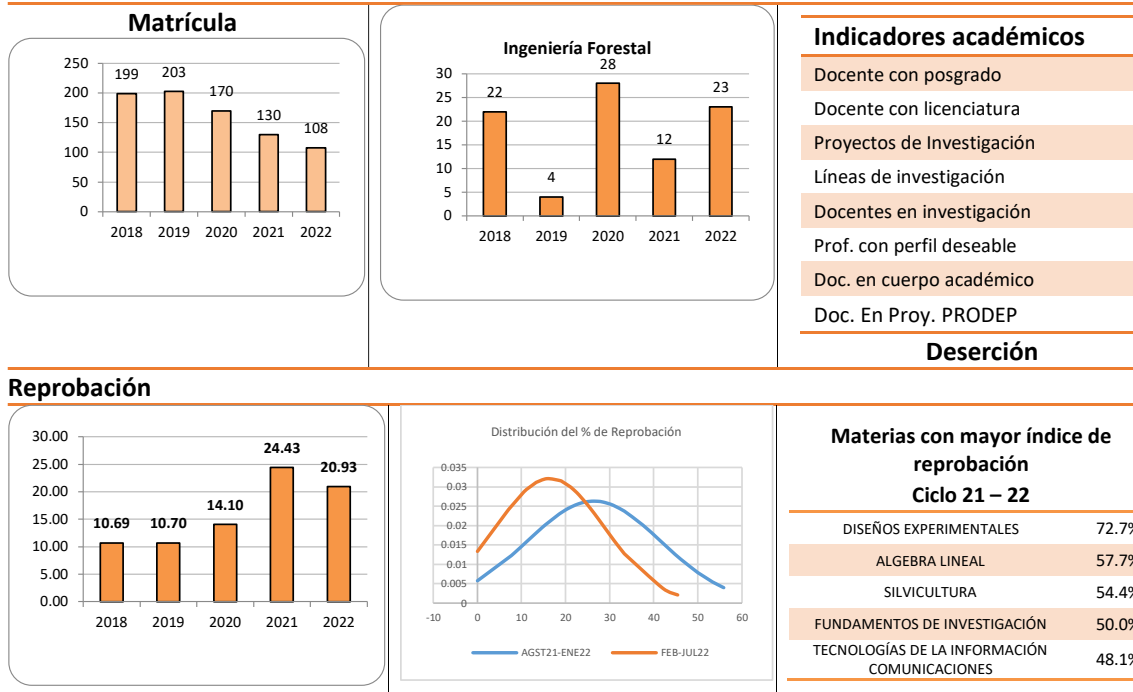 Matrícula
250
200
150
100
50
0
199
203
170
130
108
2018 2019 2020 2021 2022
Ingeniería Forestal
30
25
20
15
10
5
0
22
4
28
12
23
2018 2019 2020 2021 2022
Indicadores académicos
Docente con posgrado
Docente con licenciatura
Proyectos de Investigación
Líneas de investigación
Docentes en investigación
Prof. con perfil deseable
Doc. en cuerpo académico
Doc. En Proy. PRODEP
Deserción
Reprobación
30.00
25.00
20.00
15.00
10.00
5.00
0.00
10.69
10.70
14.10
24.43
20.93
2018 2019 2020 2021 2022
Distribución del % de Reprobación
0.035
0.03
0.025
0.02
0.015
0.01
0.005
0
-10 0 10 20 30 40 50 60
AGST21-ENE22 FEB-JUL22
Materias con mayor índice de
reprobación
Ciclo 21 – 22
DISEÑOS EXPERIMENTALES 72.7%
ALGEBRA LINEAL 57.7%
SILVICULTURA 54.4%
FUNDAMENTOS DE INVESTIGACIÓN 50.0%
TECNOLOGÍAS DE LA INFORMACIÓN
COMUNICACIONES 48.1%